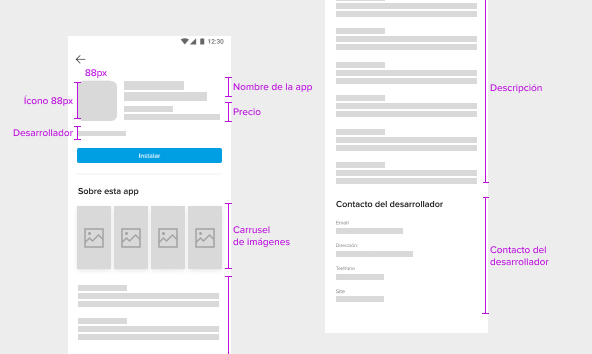 12:30
88px
Ícono 88px
Nombre de la app
Precio
Desarrollador
Instalar
Sobre esta app
Carrusel
de imágenes
Descripción
Contacto del desarrollador
Email
Dirección:
Teléfono
Site
Contacto del
desarrollador